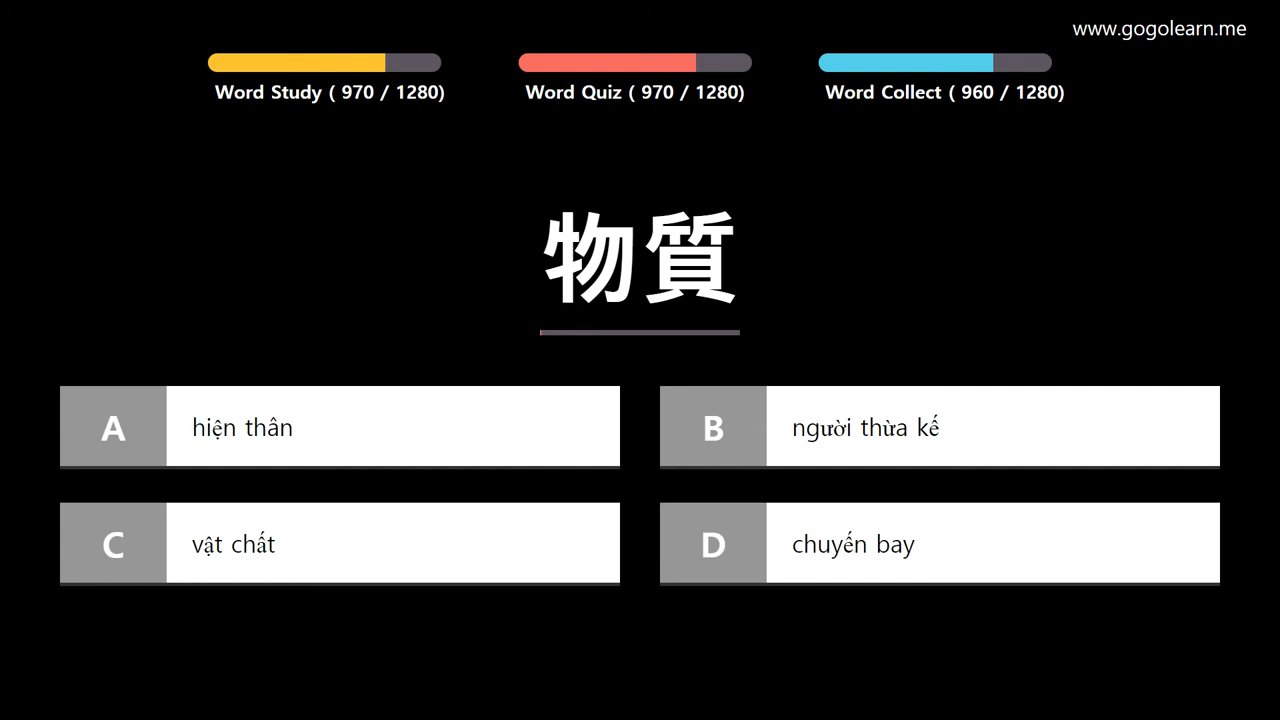 www.gogolearn.me
Word Study ( 970 / 1280)
Word Quiz ( 970 / 1280)
Word Collect ( 960 / 1280)
物質
A hiện thân
B người thừa kế
C vật chất
D chuyến bay